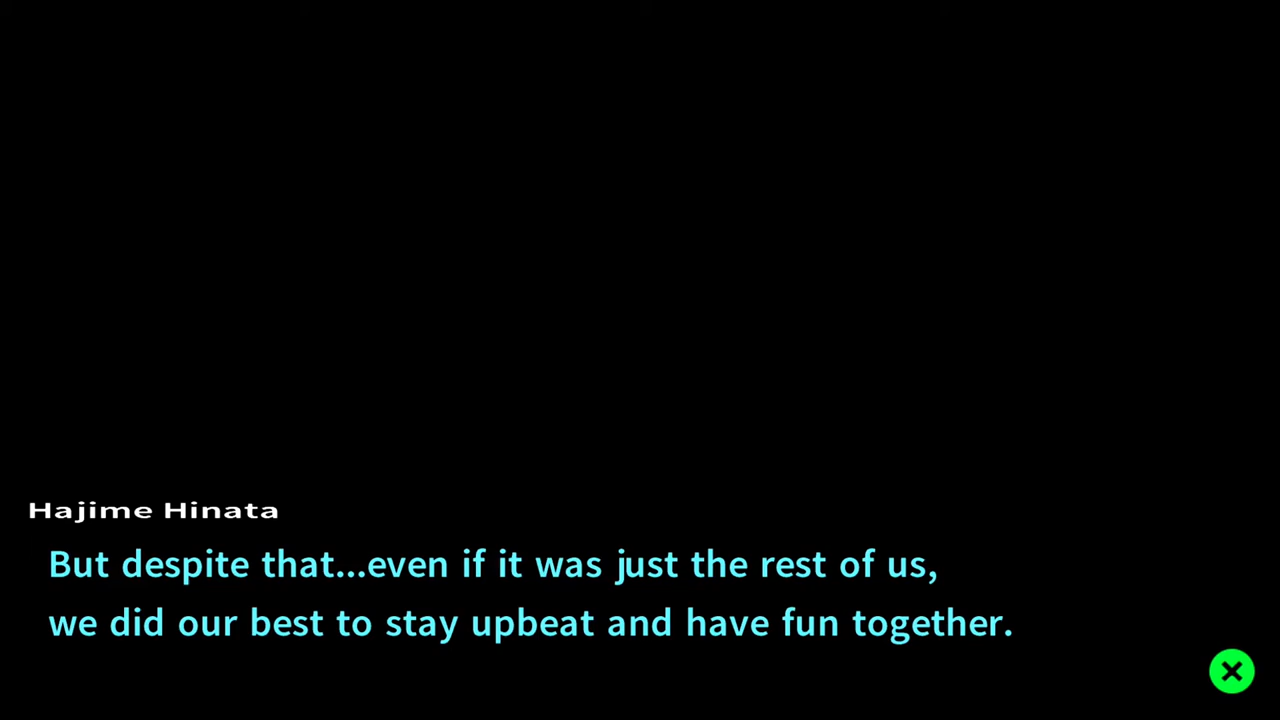 Hajime Hinata
But despite that...even if it was just the rest of us,
we did our best to stay upbeat and have fun together.